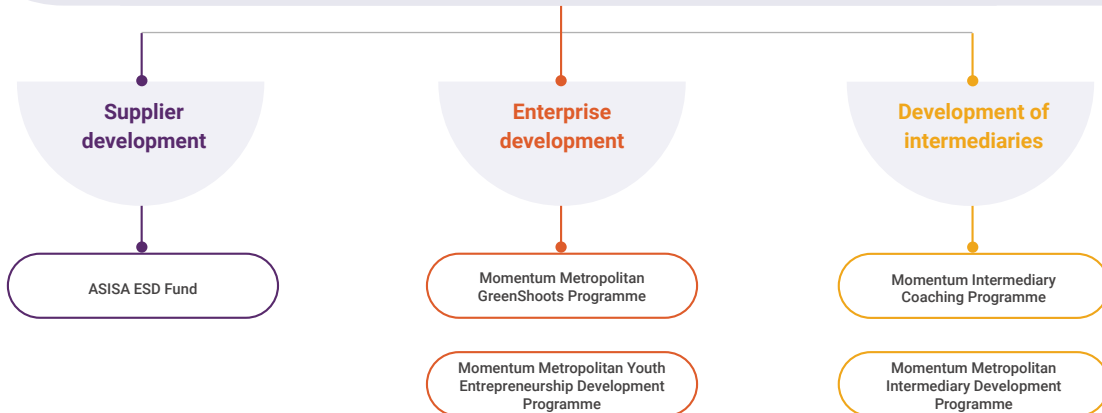 Supplier
development
Enterprise
development
Development of
intermediaries
ASISA ESD Fund
Momentum Metropolitan
GreenShoots Programme
Momentum Intermediary
Coaching Programme
Momentum Metropolitan Youth
Entrepreneurship Development
Programme
Momentum Metropolitan
Intermediary Development
Programme